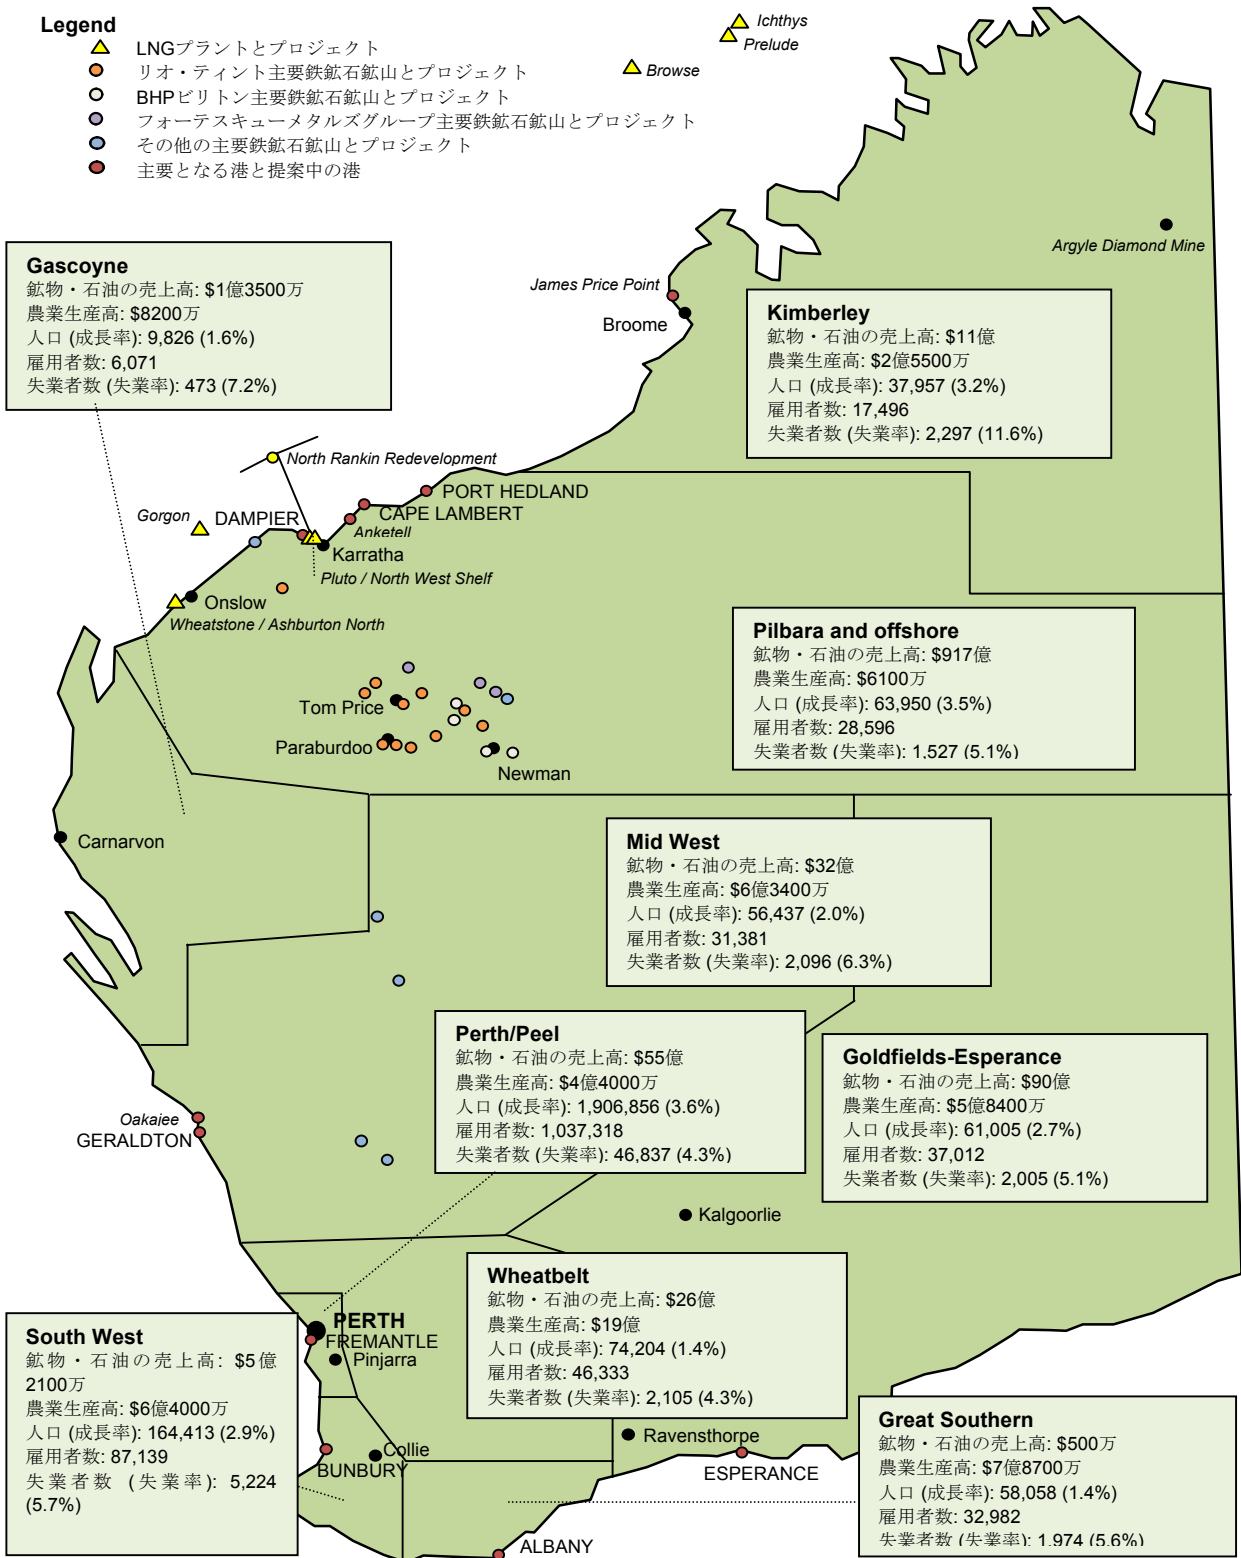 Legend
LNGプラントとプロジェクト
リオ・ティント主要鉄鉱石鉱山とプロジェクト
BHPビリトン主要鉄鉱石鉱山とプロジェクト
フォーテスキューメタルズグループ主要鉄鉱石鉱山とプロジェクト
その他の主要鉄鉱石鉱山とプロジェクト
主要となる港と提案中の港
Ichthys
Prelude
Browse
Argyle Diamond Mine
Gascoyne
鉱物・石油の売上高: $1億3500万
農業生産高: $8200万
人口 (成長率): 9,826 (1.6%)
雇用者数: 6,071
失業者数 (失業率): 473 (7.2%)
James Price Point
Broome
Kimberley
鉱物・石油の売上高: $11億
農業生産高: $2億5500万
人口 (成長率): 37,957 (3.2%)
雇用者数: 17,496
失業者数 (失業率): 2,297 (11.6%)
North Rankin Redevelopment
PORT HEDLAND
CAPE LAMBERT
Gorgon
DAMPIER
Anketell
Karratha
Pluto / North West Shelf
Onslow
Wheatstone / Ashburton North
Pilbara and offshore
鉱物・石油の売上高: $917億
農業生産高: $6100万
人口 (成長率): 63,950 (3.5%)
雇用者数: 28,596
失業者数 (失業率): 1,527 (5.1%)
Tom Price
Paraburdoo
Newman
Carnarvon
Mid West
鉱物・石油の売上高: $32億
農業生産高: $6億3400万
人口 (成長率): 56,437 (2.0%)
雇用者数: 31,381
失業者数 (失業率): 2,096 (6.3%)
Perth/Peel
鉱物・石油の売上高: $55億
農業生産高: $4億4000万
人口 (成長率): 1,906,856 (3.6%)
雇用者数: 1,037,318
失業者数 (失業率): 46,837 (4.3%)
Goldfields-Esperance
鉱物・石油の売上高: $90億
農業生産高: $5億8400万
人口 (成長率): 61,005 (2.7%)
雇用者数: 37,012
失業者数 (失業率): 2,005 (5.1%)
Oakajee
GERALDTON
Kalgoorlie
Wheatbelt
鉱物・石油の売上高: $26億
農業生産高: $19億
人口 (成長率): 74,204 (1.4%)
雇用者数: 46,333
失業者数 (失業率): 2,105 (4.3%)
PERTH
FREMANTLE
Pinjarra
South West
鉱物・石油の売上高: $5億
2100万
農業生産高: $6億4000万
人口 (成長率): 164,413 (2.9%)
雇用者数: 87,139
失業者数 (失業率): 5,224
(5.7%)
Collie
BUNBURY
Ravensthorpe
ESPERANCE
Great Southern
鉱物・石油の売上高: $500万
農業生産高: $7億8700万
人口 (成長率): 58,058 (1.4%)
雇用者数: 32,982
失業者数 (失業率): 1,974 (5.6%)
ALBANY